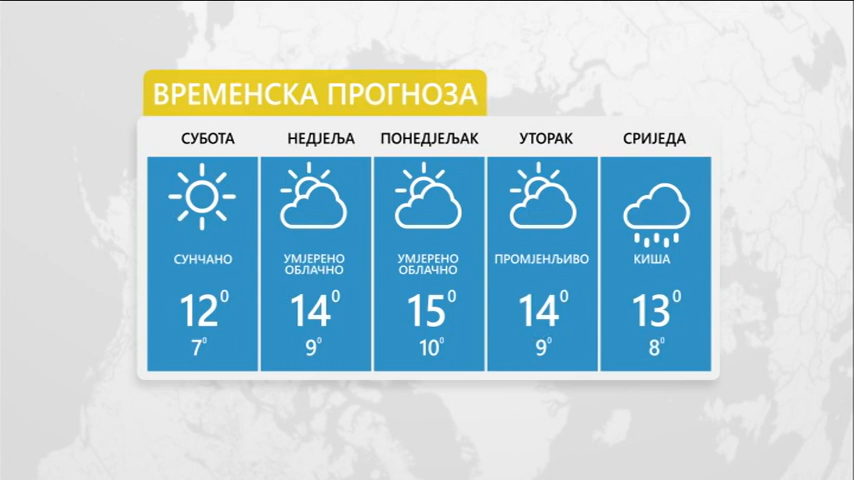 ВРЕМЕНСКА ПРОГНОЗА
СУБОТА
НЕДЈЕЉА
ПОНЕДЈЕЉАК
УТОРАК
СРИЈЕДА
СУНЧАНО
УМЈЕРЕНО
ОБЛАЧНО
УМЈЕРЕНО
ОБЛАЧНО
ПРОМЈЕНЉИВО
КИША
12⁰
14⁰
15⁰
14⁰
13⁰
7⁰
9⁰
10⁰
9⁰
8⁰